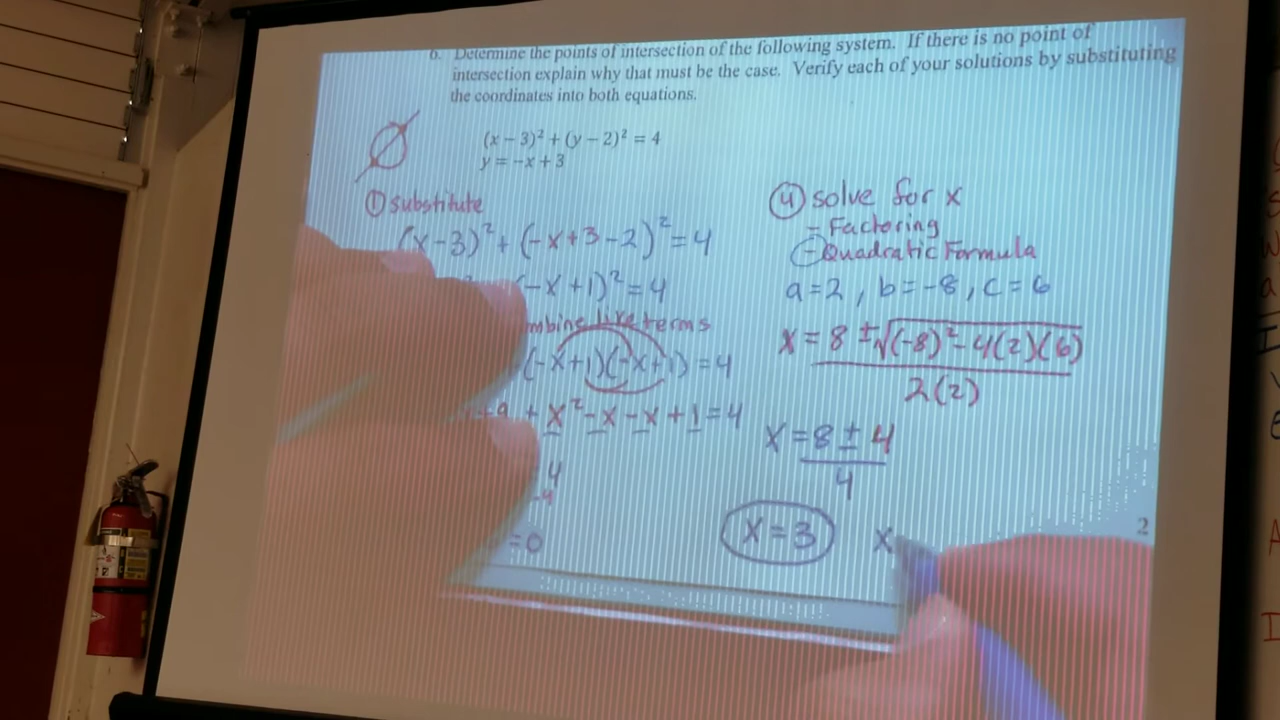 6. Determine the points of intersection of the following system. If there is no point of
intersection explain why that must be the case. Verify each of your solutions by substituting
the coordinates into both equations.
(x − 3)² + (y − 2)² = 4
y = −x + 3
① substitute
(x-3)² + (-x+3-2)² = 4
(-x+1)² = 4
terms
(-x+1)(-x+1) = 4
+9 + x² -x -x + 1 = 4
4
-4
=0
④ solve for x
- Factoring
- Quadratic Formula
a=2, b=-8, c=6
x = 8 ± √(-8)² - 4(2)(6)
2(2)
x = 8 ± 4
4
x = 3 x
2